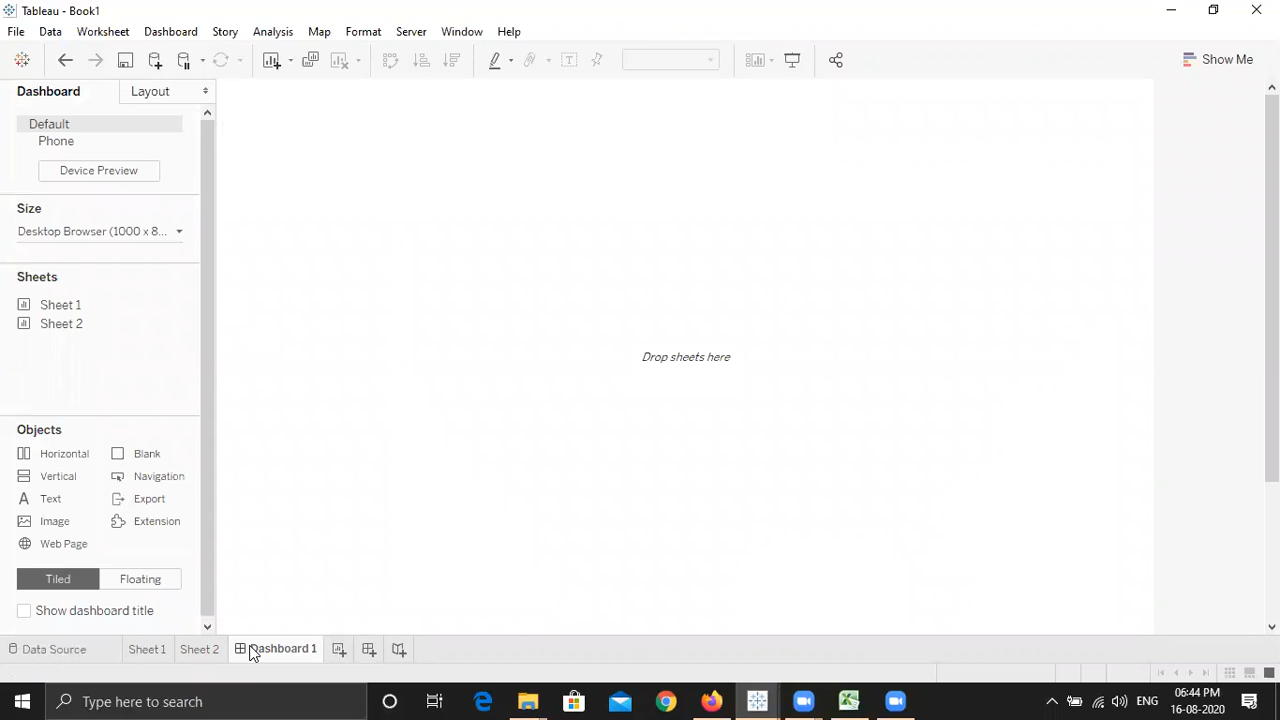 Tableau - Book1
File Data Worksheet Dashboard Story Analysis Map Format Server Window Help
Show Me
Dashboard Layout
Default
Phone
Device Preview
Size
Desktop Browser (1000 x 8...
Sheets
Sheet 1
Sheet 2
Drop sheets here
Objects
Horizontal Blank
Vertical Navigation
Text Export
Image Extension
Web Page
Tiled Floating
Show dashboard title
Data Source Sheet 1 Sheet 2 Dashboard 1
Type here to search
ENG
06:44 PM
16-08-2020